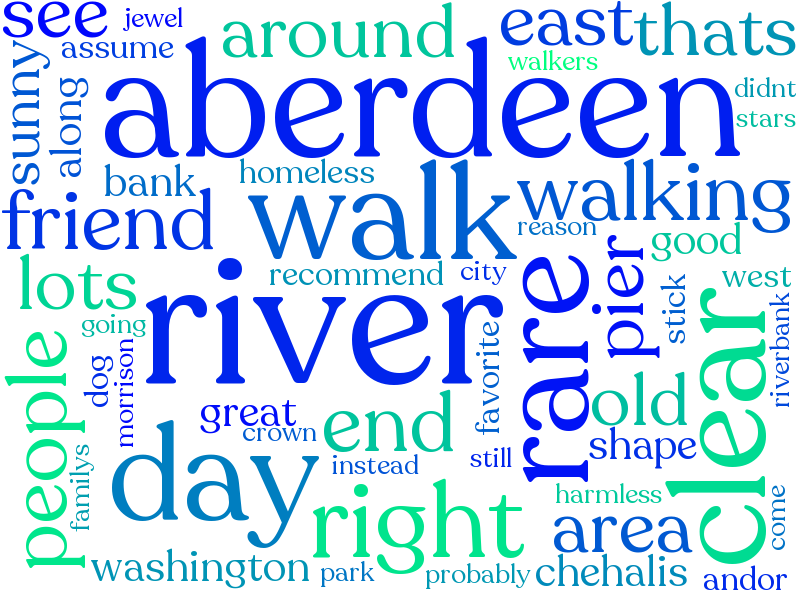 see
jewel
around
east
thats
assume
walkers
aberdeen
didnt
stars
sunny
along
bank
homeless
walk
walking
friend
reason
good
lots
recommend
city
pier
west
river
rare
stick
clear
riverbank
going
people
dog
morrison
favorite
great
crown
end
old
day
familys
instead
still
shape
right
harmless
area
come
washington
park
probably
chehalis
andor